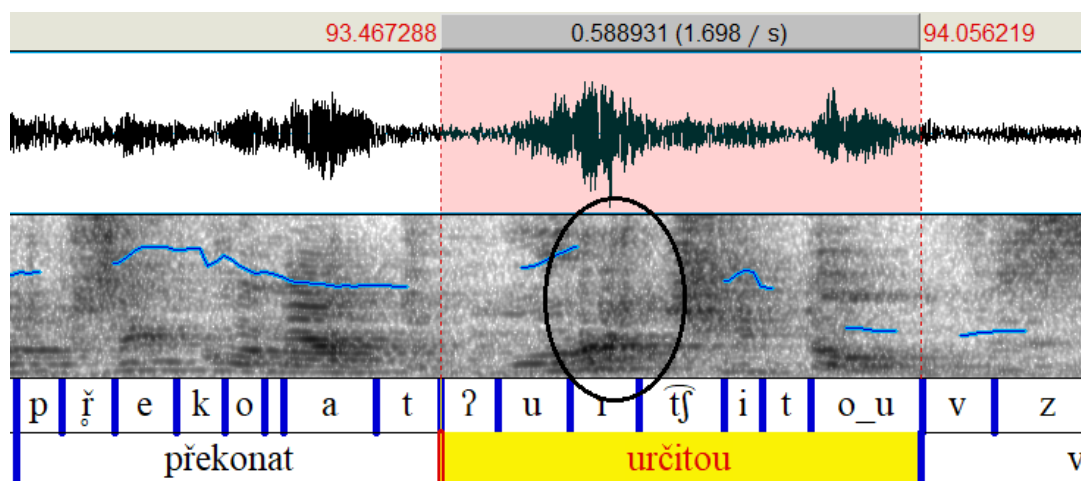 93.467288 0.588931 (1.698 / s) 94.056219
p ř̥ e k o a t ʔ u r t͡ʃ i t o_u v z
překonat určitou v